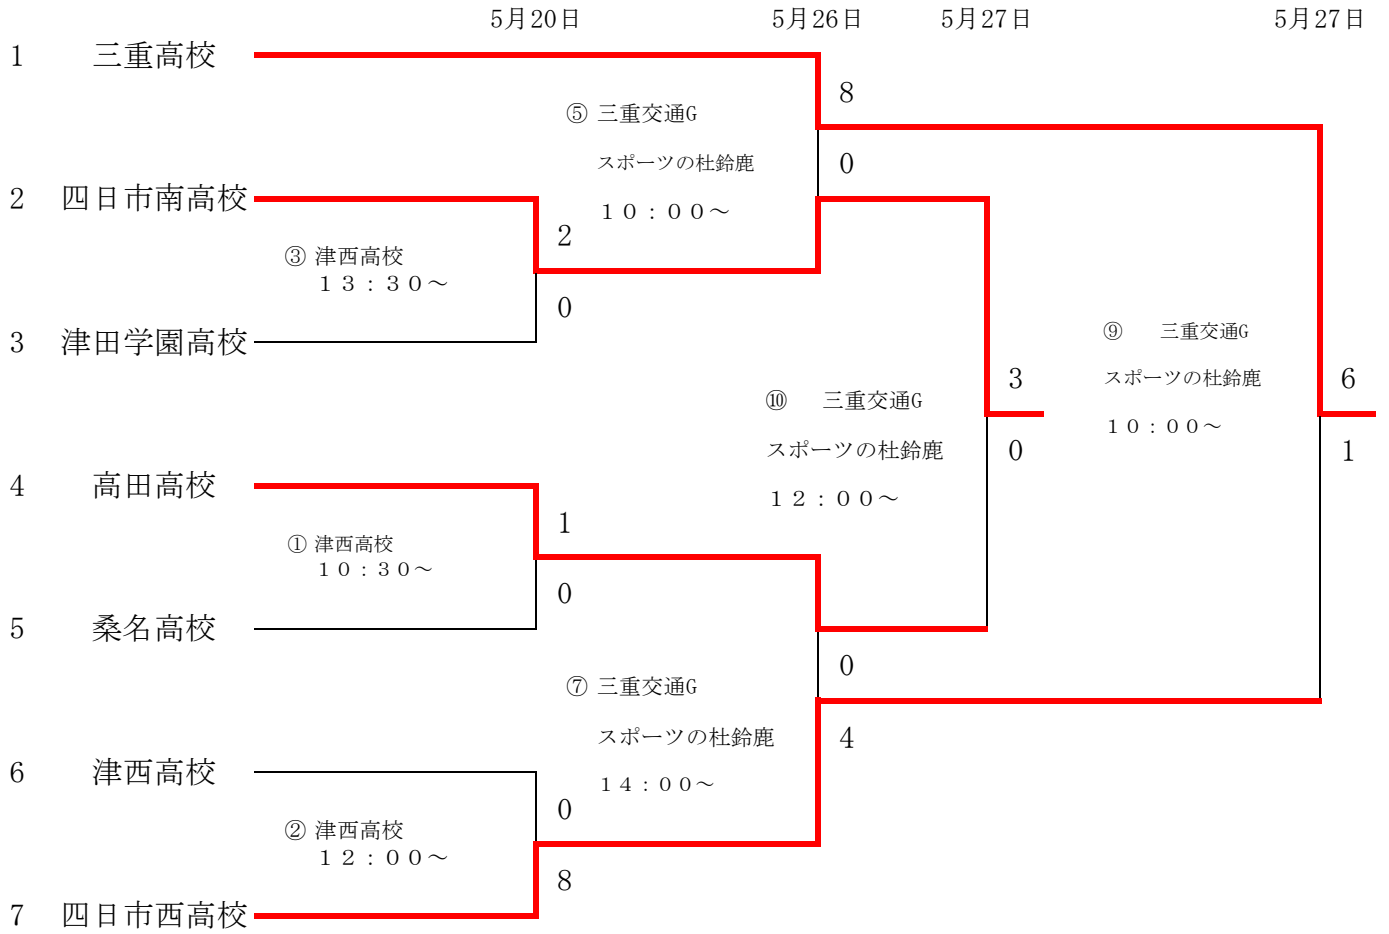 5月20日
5月26日
5月27日
5月27日
1 三重高校
8
⑤ 三重交通G
スポーツの杜鈴鹿
0
2 四日市南高校
１０：００～
2
③ 津西高校
１３：３０～
0
3 津田学園高校
⑨ 三重交通G
3
スポーツの杜鈴鹿
6
⑩ 三重交通G
１０：００～
スポーツの杜鈴鹿
0
1
4 高田高校
１２：００～
1
① 津西高校
１０：３０～
0
5 桑名高校
0
⑦ 三重交通G
スポーツの杜鈴鹿
4
6 津西高校
１４：００～
0
② 津西高校
１２：００～
8
7 四日市西高校